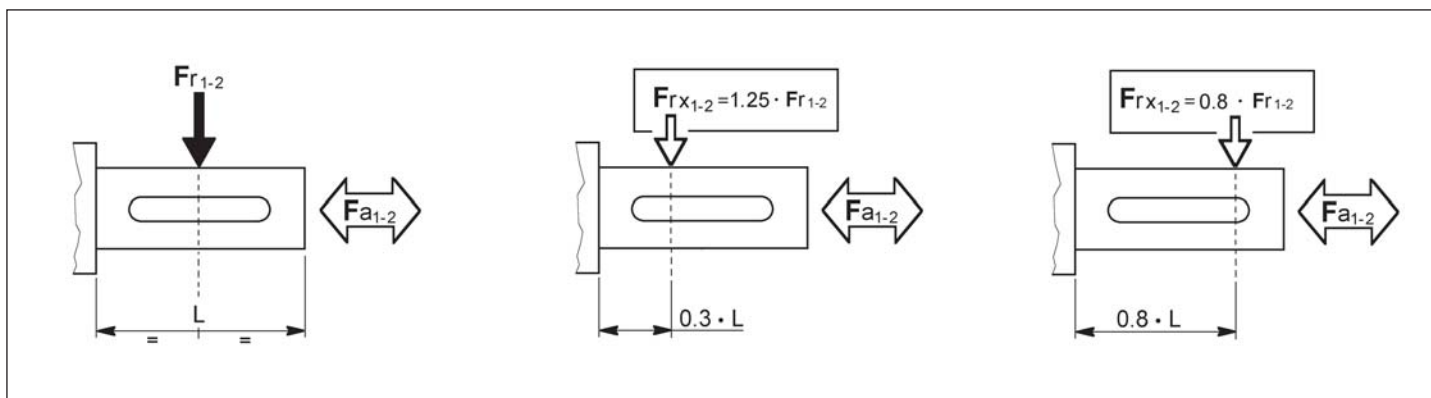 Fr1-2
Fa1-2
L
= =
Frx1-2=1.25 · Fr1-2
Fa1-2
0.3 · L
Frx1-2=0.8 · Fr1-2
Fa1-2
0.8 · L